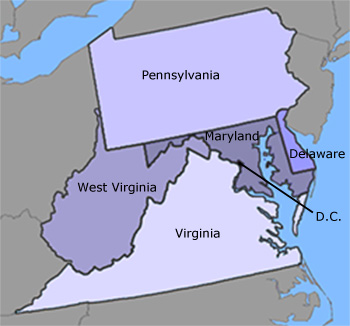 Pennsylvania
Maryland
Delaware
West Virginia
D.C.
Virginia